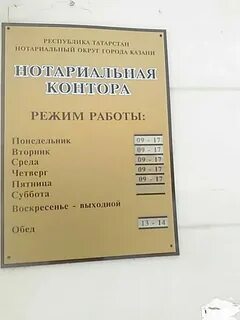 РЕСПУБЛИКА ТАТАРСТАН
НОТАРИАЛЬНЫЙ ОКРУГ ГОРОДА КАЗАНИ
НОТАРИАЛЬНАЯ
КОНТОРА
РЕЖИМ РАБОТЫ:
Понедельник 09 - 17
Вторник 09 - 17
Среда 09 - 17
Четверг 09 - 17
Пятница 09 - 17
Суббота
Воскресенье - выходной
Обед 13 - 14